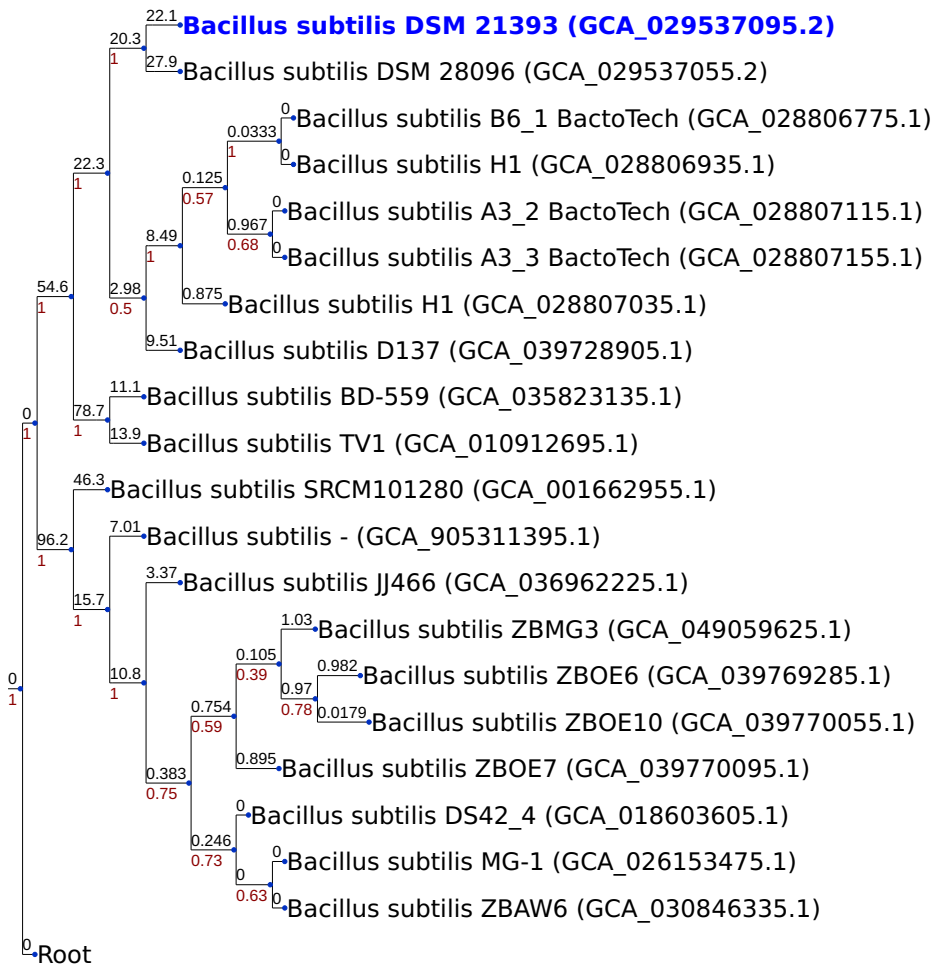 22.1
Bacillus subtilis DSM 21393 (GCA_029537095.2)
20.3
1
27.9
Bacillus subtilis DSM 28096 (GCA_029537055.2)
0
Bacillus subtilis B6_1 BactoTech (GCA_028806775.1)
0.0333
1
0
Bacillus subtilis H1 (GCA_028806935.1)
22.3
1
0.125
0.57
0
Bacillus subtilis A3_2 BactoTech (GCA_028807115.1)
0.967
0.68
8.49
1
0
Bacillus subtilis A3_3 BactoTech (GCA_028807155.1)
54.6
1
2.98
0.5
0.875
Bacillus subtilis H1 (GCA_028807035.1)
9.51
Bacillus subtilis D137 (GCA_039728905.1)
11.1
Bacillus subtilis BD-559 (GCA_035823135.1)
0
1
78.7
1
13.9
Bacillus subtilis TV1 (GCA_010912695.1)
46.3
Bacillus subtilis SRCM101280 (GCA_001662955.1)
7.01
Bacillus subtilis - (GCA_905311395.1)
96.2
1
3.37
Bacillus subtilis JJ466 (GCA_036962225.1)
15.7
1
1.03
Bacillus subtilis ZBMG3 (GCA_049059625.1)
0.105
0.39
0.982
Bacillus subtilis ZBOE6 (GCA_039769285.1)
0
1
10.8
1
0.97
0.78
0.754
0.59
0.0179
Bacillus subtilis ZBOE10 (GCA_039770055.1)
0.383
0.75
0.895
Bacillus subtilis ZBOE7 (GCA_039770095.1)
0
Bacillus subtilis DS42_4 (GCA_018603605.1)
0.246
0.73
0
Bacillus subtilis MG-1 (GCA_026153475.1)
0
0.63
0
Bacillus subtilis ZBAW6 (GCA_030846335.1)
0
Root